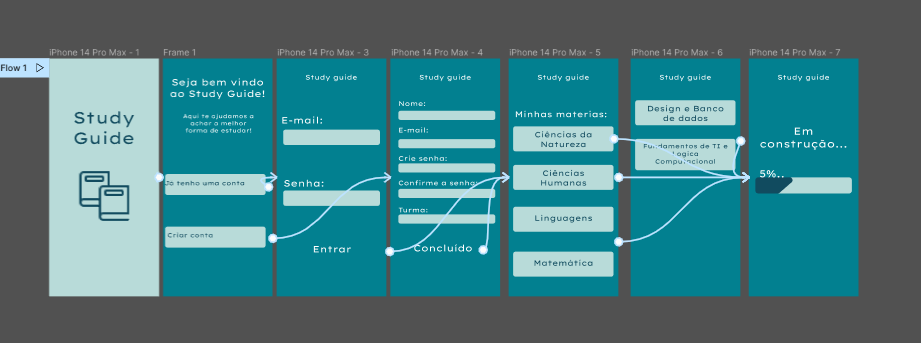 iPhone 14 Pro Max - 1
Frame 1
iPhone 14 Pro Max - 3
iPhone 14 Pro Max - 4
iPhone 14 Pro Max - 5
iPhone 14 Pro Max - 6
iPhone 14 Pro Max - 7
Flow 1
Study
Guide
Seja bem vindo
ao Study Guide!
Aqui te ajudamos a
achar a melhor
forma de estudar!
Já tenho uma conta
Criar conta
Study guide
E-mail:
Senha:
Entrar
Study guide
Nome:
E-mail:
Crie senha:
Confirme a senha:
Turma:
Concluído
Study guide
Minhas materias:
Ciências da
Natureza
Ciências
Humanas
Linguagens
Matemática
Study guide
Design e Banco
de dados
Fundamentos de TI e
Logica
Computacional
Study guide
Em
construção...
5%..